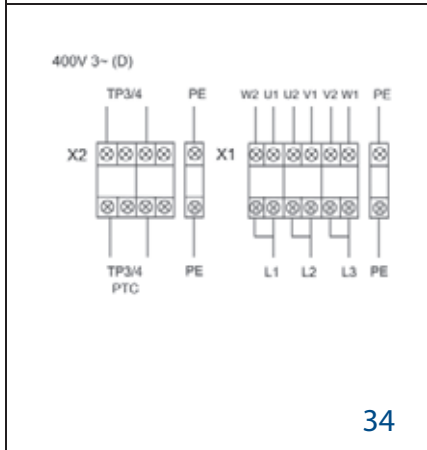 400V 3~ (D)
TP3/4 PE W2 U1 U2 V1 V2 W1 PE
X2 X1
TP3/4 PE L1 L2 L3 PE
PTC
34